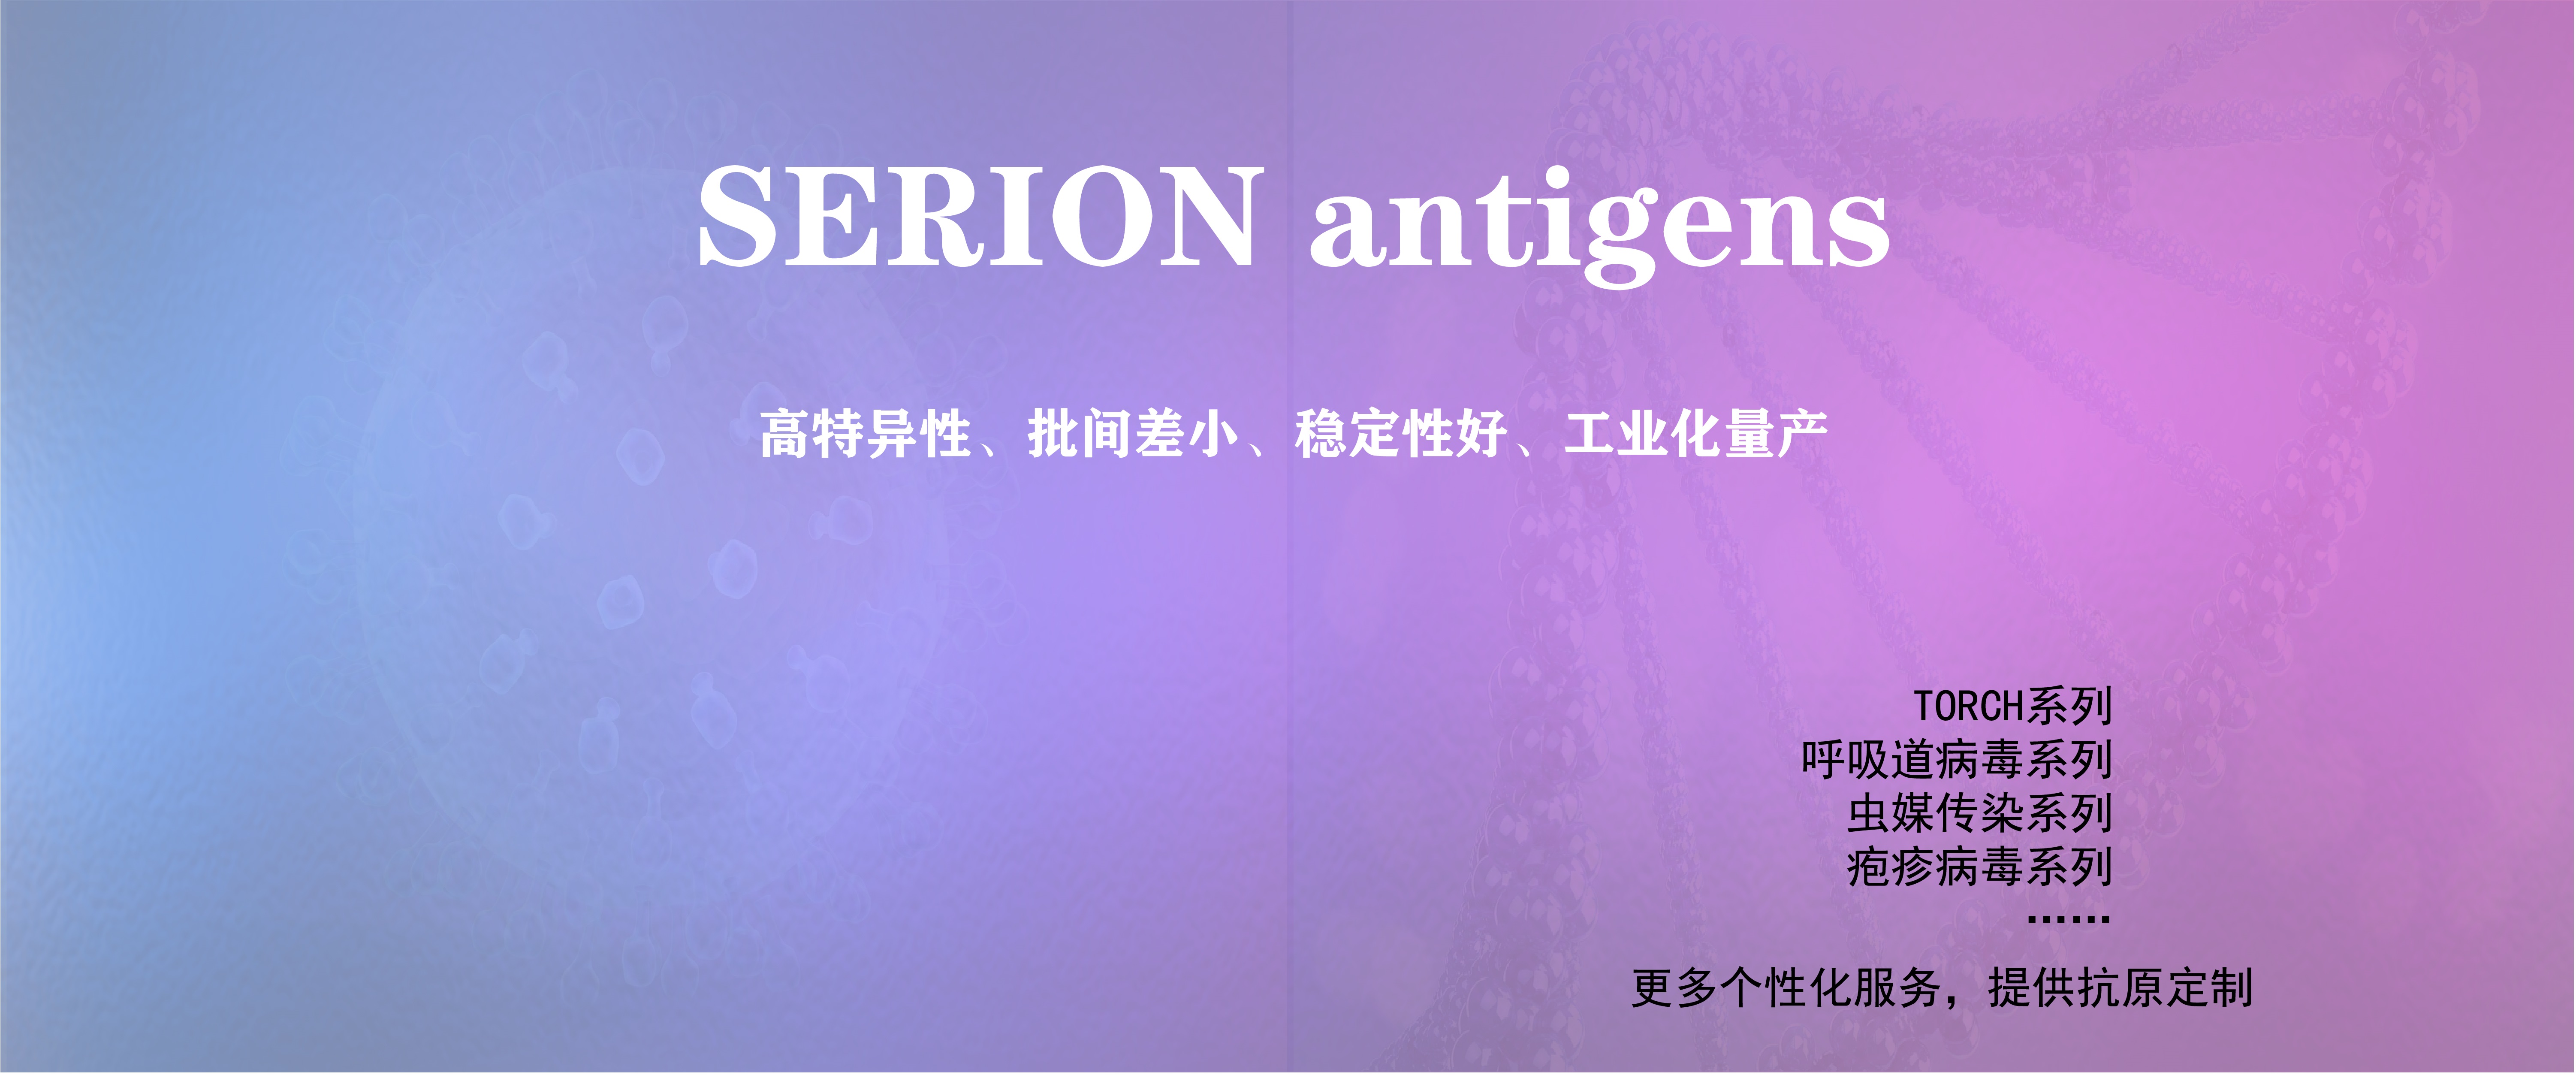 SERION antigens
高特异性、批间差小、稳定性好、工业化量产
TORCH系列
呼吸道病毒系列
虫媒传染系列
疱疹病毒系列
……
更多个性化服务，提供抗原定制